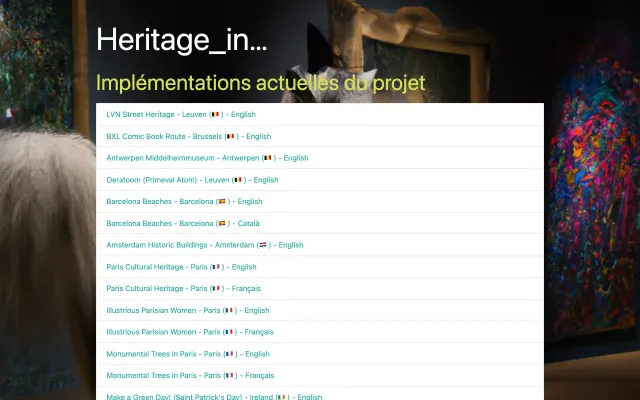 Heritage_in...
Implémentations actuelles du projet
LVN Street Heritage - Leuven (🇧🇪 ) - English
BXL Comic Book Route - Brussels (🇧🇪 ) - English
Antwerpen Middelheimmuseum - Antwerpen (🇧🇪 ) - English
Oeratoom (Primeval Atom) - Leuven (🇧🇪 ) - English
Barcelona Beaches - Barcelona (🇪🇸 ) - English
Barcelona Beaches - Barcelona (🇪🇸 ) - Català
Amsterdam Historic Buildings - Amsterdam (🇳🇱 ) - English
Paris Cultural Heritage - Paris (🇫🇷 ) - English
Paris Cultural Heritage - Paris (🇫🇷 ) - Français
Illustrious Parisian Women - Paris (🇫🇷 ) - English
Illustrious Parisian Women - Paris (🇫🇷 ) - Français
Monumental Trees in Paris - Paris (🇫🇷 ) - English
Monumental Trees in Paris - Paris (🇫🇷 ) - Français
Make a Green Day! (Saint Patrick's Day) - Ireland (🇮🇪 ) - English